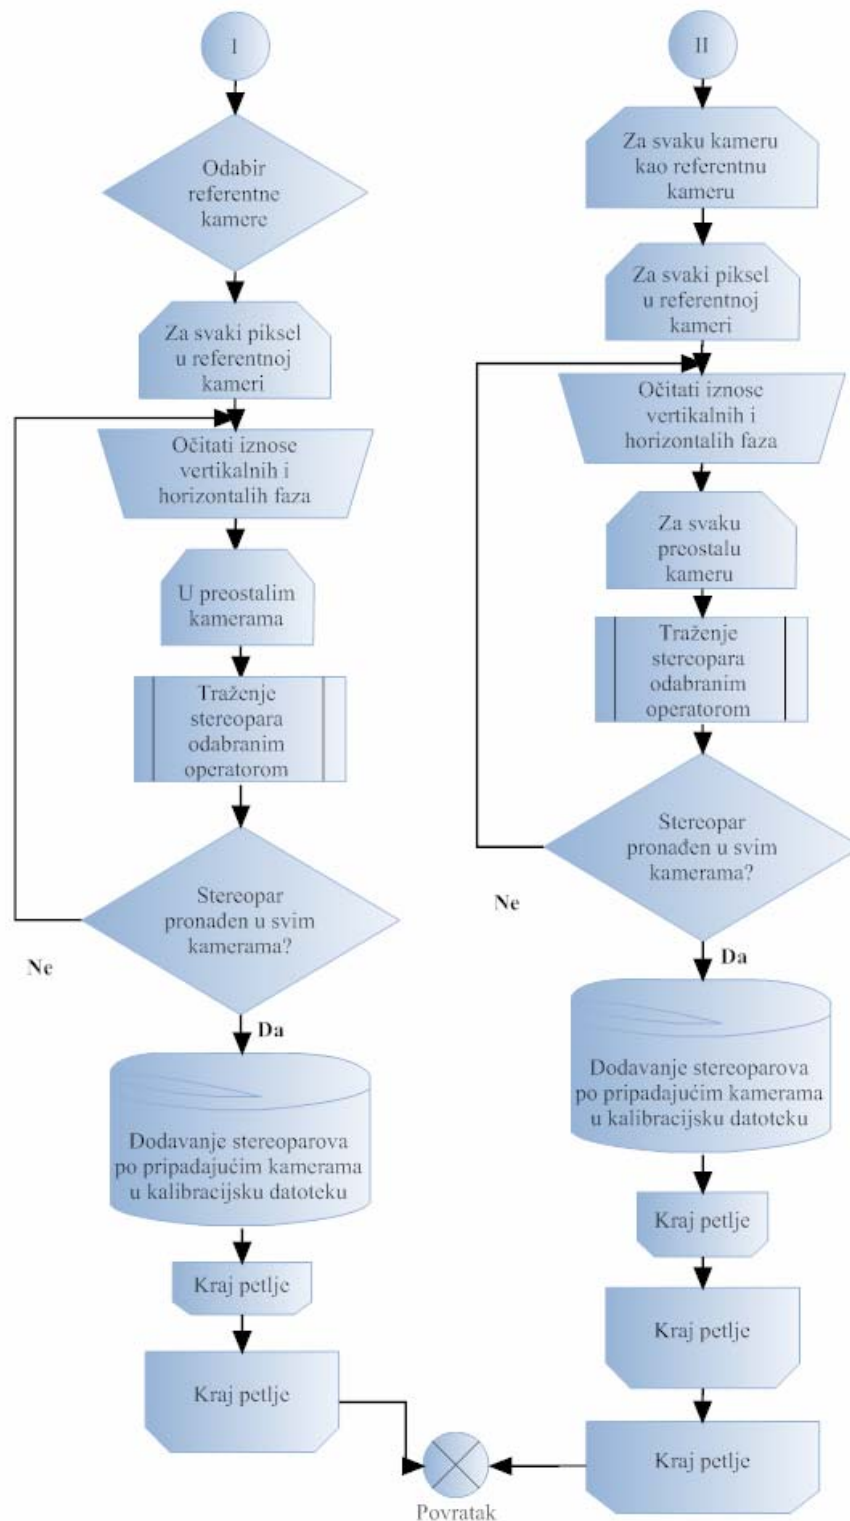 I
Odabir
referentne
kamere
Za svaki piksel
u referentnoj
kameri
Očitati iznose
vertikalnih i
horizontalih faza
U preostalim
kamerama
Traženje
stereopara
odabranim
operatorom
Stereopar
pronađen u svim
kamerama?
Ne
Da
Dodavanje stereoparova
po pripadajućim kamerama
u kalibracijsku datoteku
Kraj petlje
Kraj petlje
II
Za svaku kameru
kao referentnu
kameru
Za svaki piksel
u referentnoj
kameri
Očitati iznose
vertikalnih i
horizontalih faza
Za svaku
preostalu
kameru
Traženje
stereopara
odabranim
operatorom
Stereopar
pronađen u svim
kamerama?
Ne
Da
Dodavanje stereoparova
po pripadajućim kamerama
u kalibracijsku datoteku
Kraj petlje
Kraj petlje
Kraj petlje
Povratak